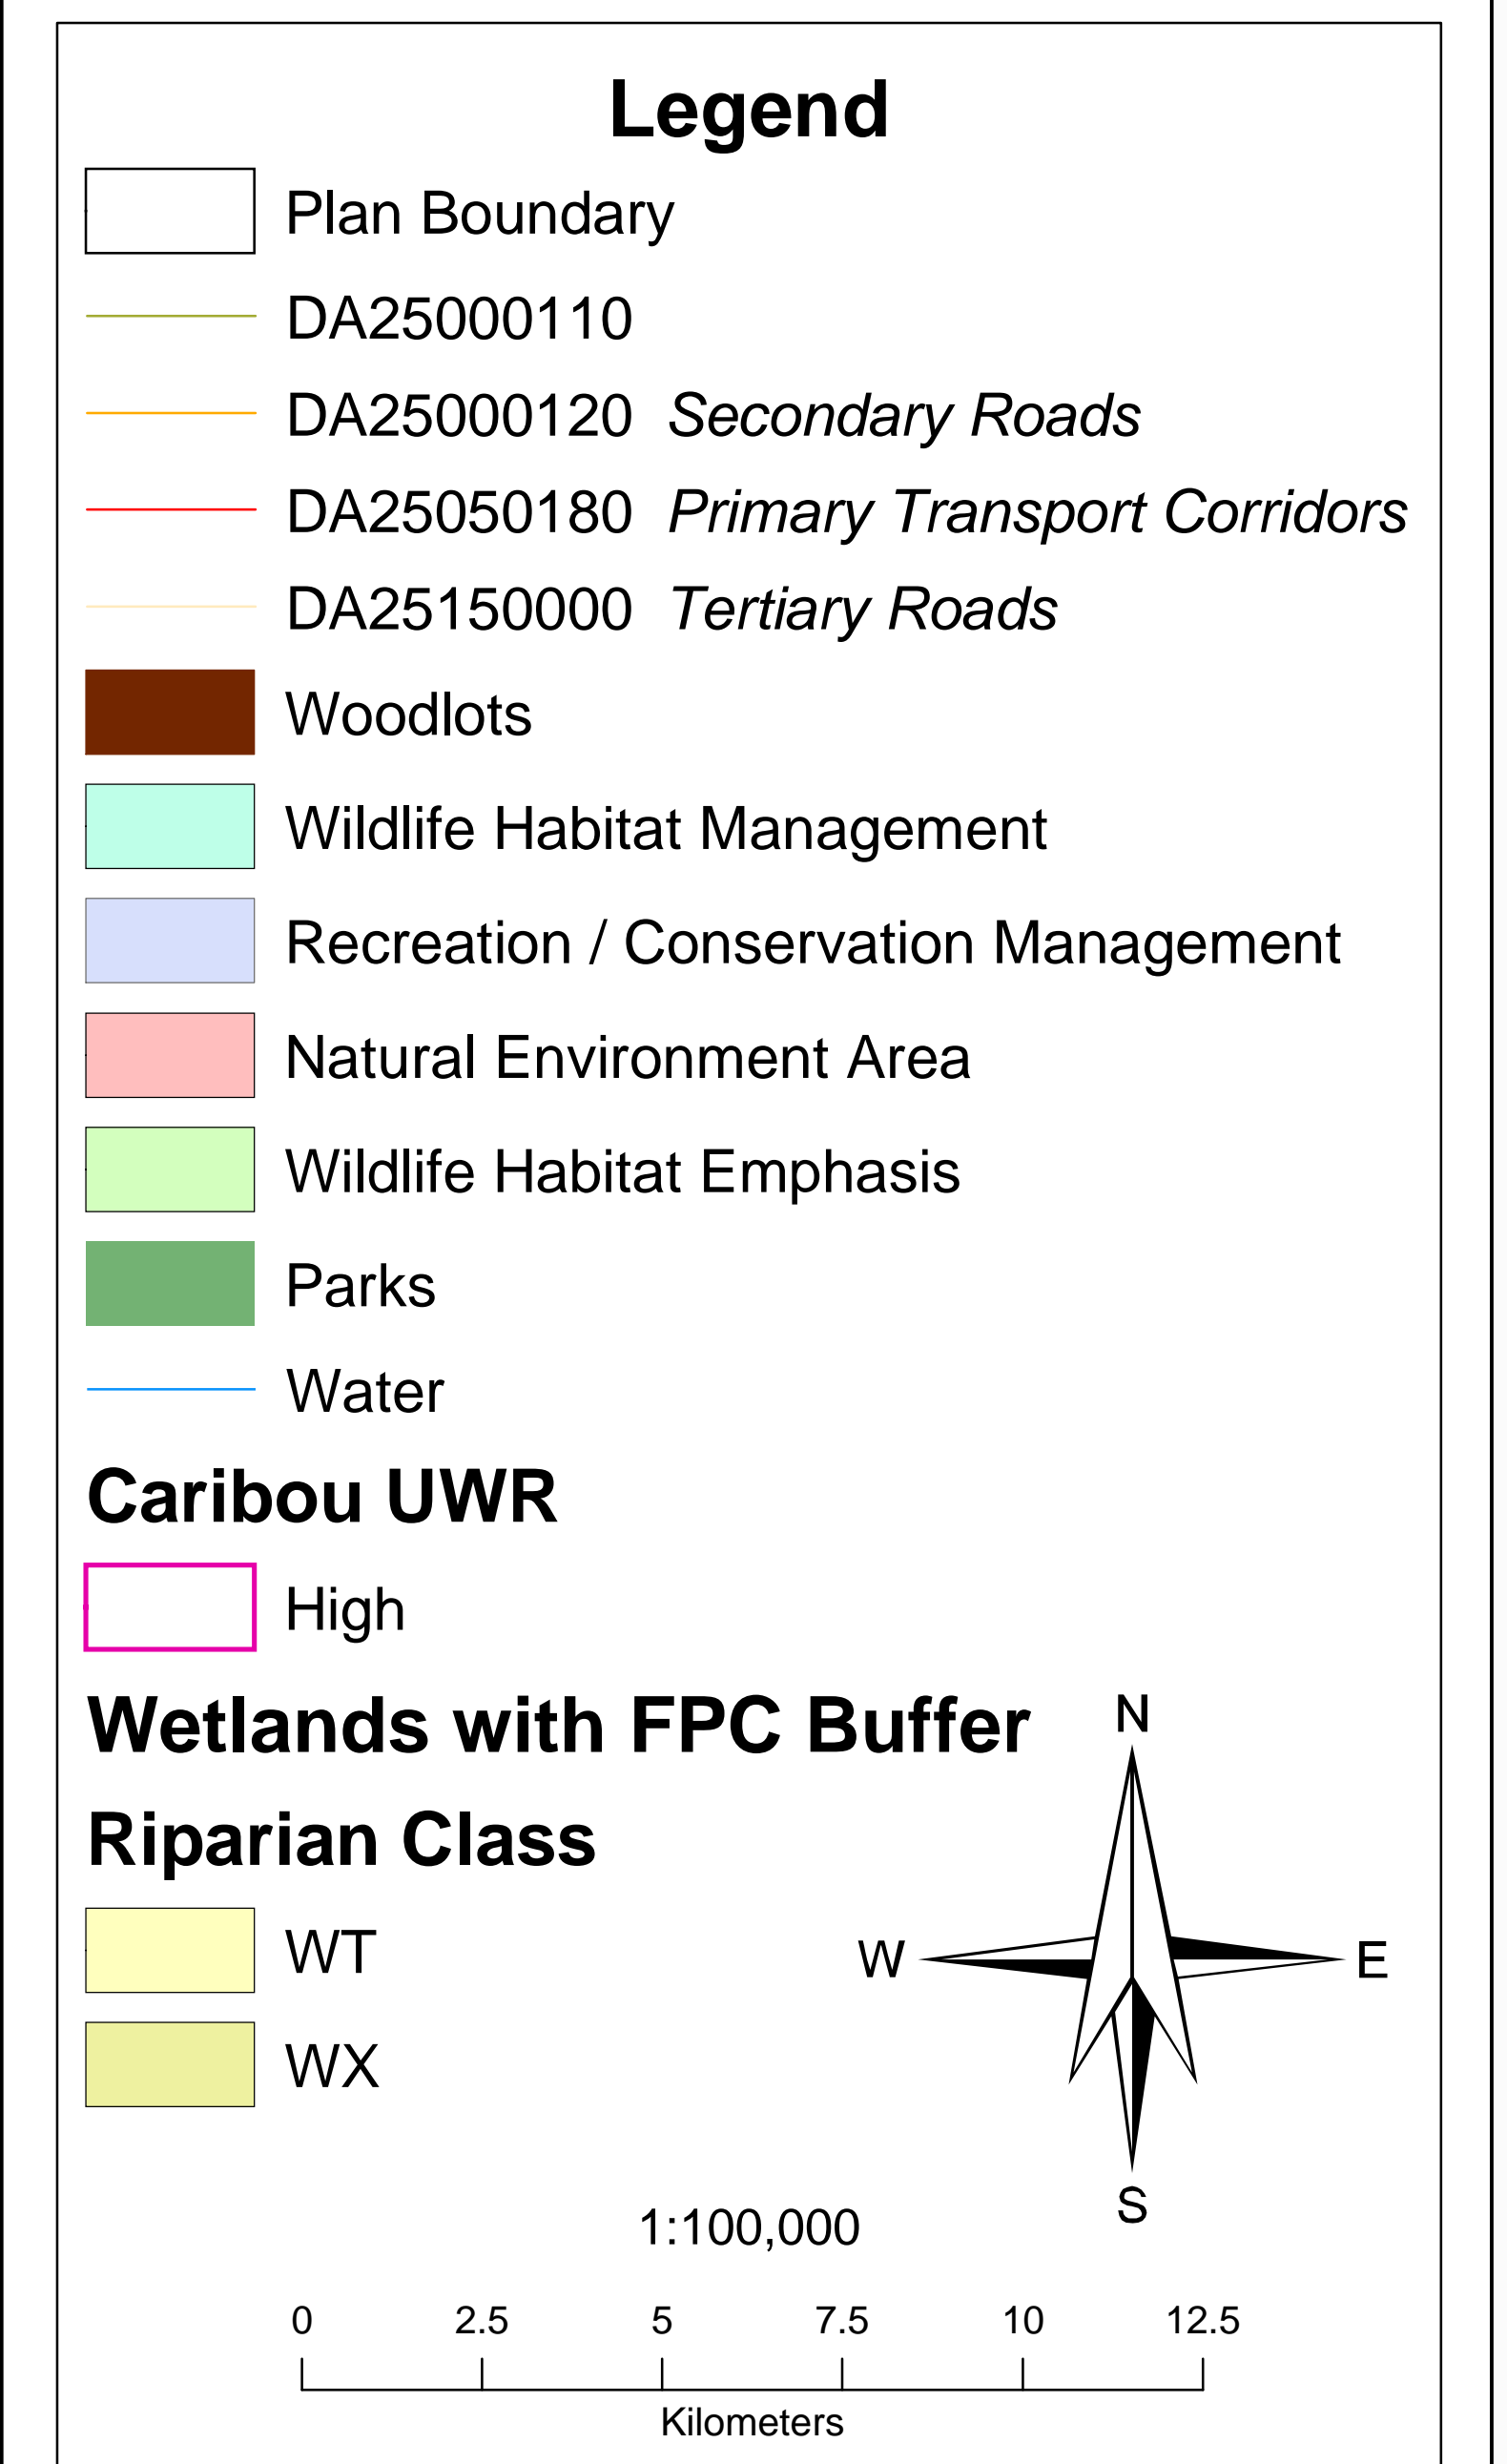 Legend
Plan Boundary
DA25000110
DA25000120 Secondary Roads
DA25050180 Primary Transport Corridors
DA25150000 Tertiary Roads
Woodlots
Wildlife Habitat Management
Recreation / Conservation Management
Natural Environment Area
Wildlife Habitat Emphasis
Parks
Water
Caribou UWR
High
Wetlands with FPC Buffer
N
Riparian Class
WT
W E
WX
S
1:100,000
0 2.5 5 7.5 10 12.5
Kilometers